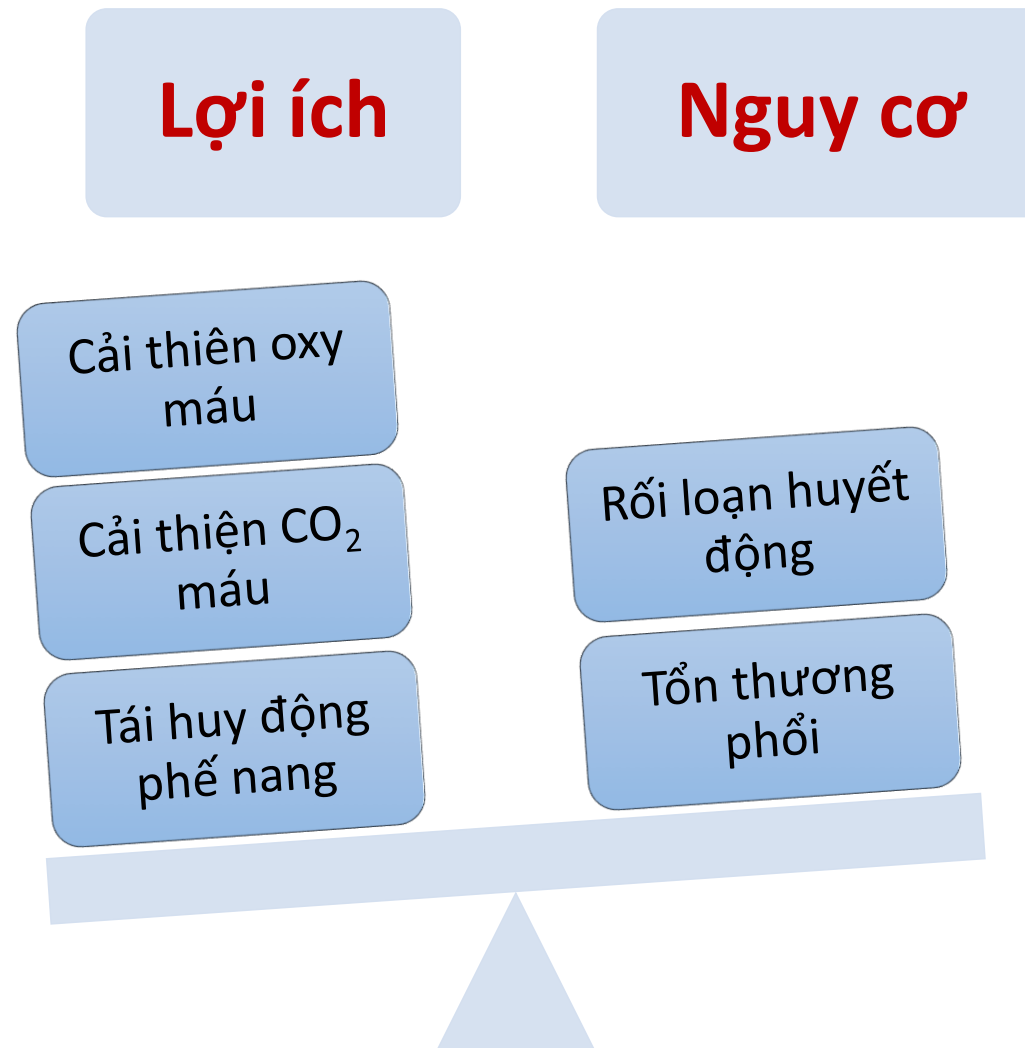 Lợi ích
Nguy cơ
Cải thiên oxy
máu
Cải thiện CO₂
máu
Tái huy động
phế nang
Rối loạn huyết
động
Tổn thương
phổi